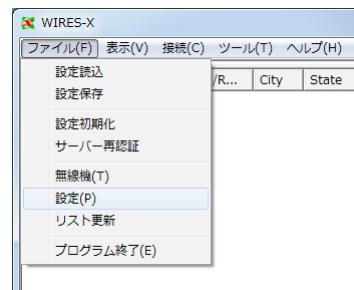 WIRES-X
ファイル(F) 表示(V) 接続(C) ツール(T) ヘルプ(H)
/R... City State
設定読込
設定保存
設定初期化
サーバー再認証
無線機(T)
設定(P)
リスト更新
プログラム終了(E)